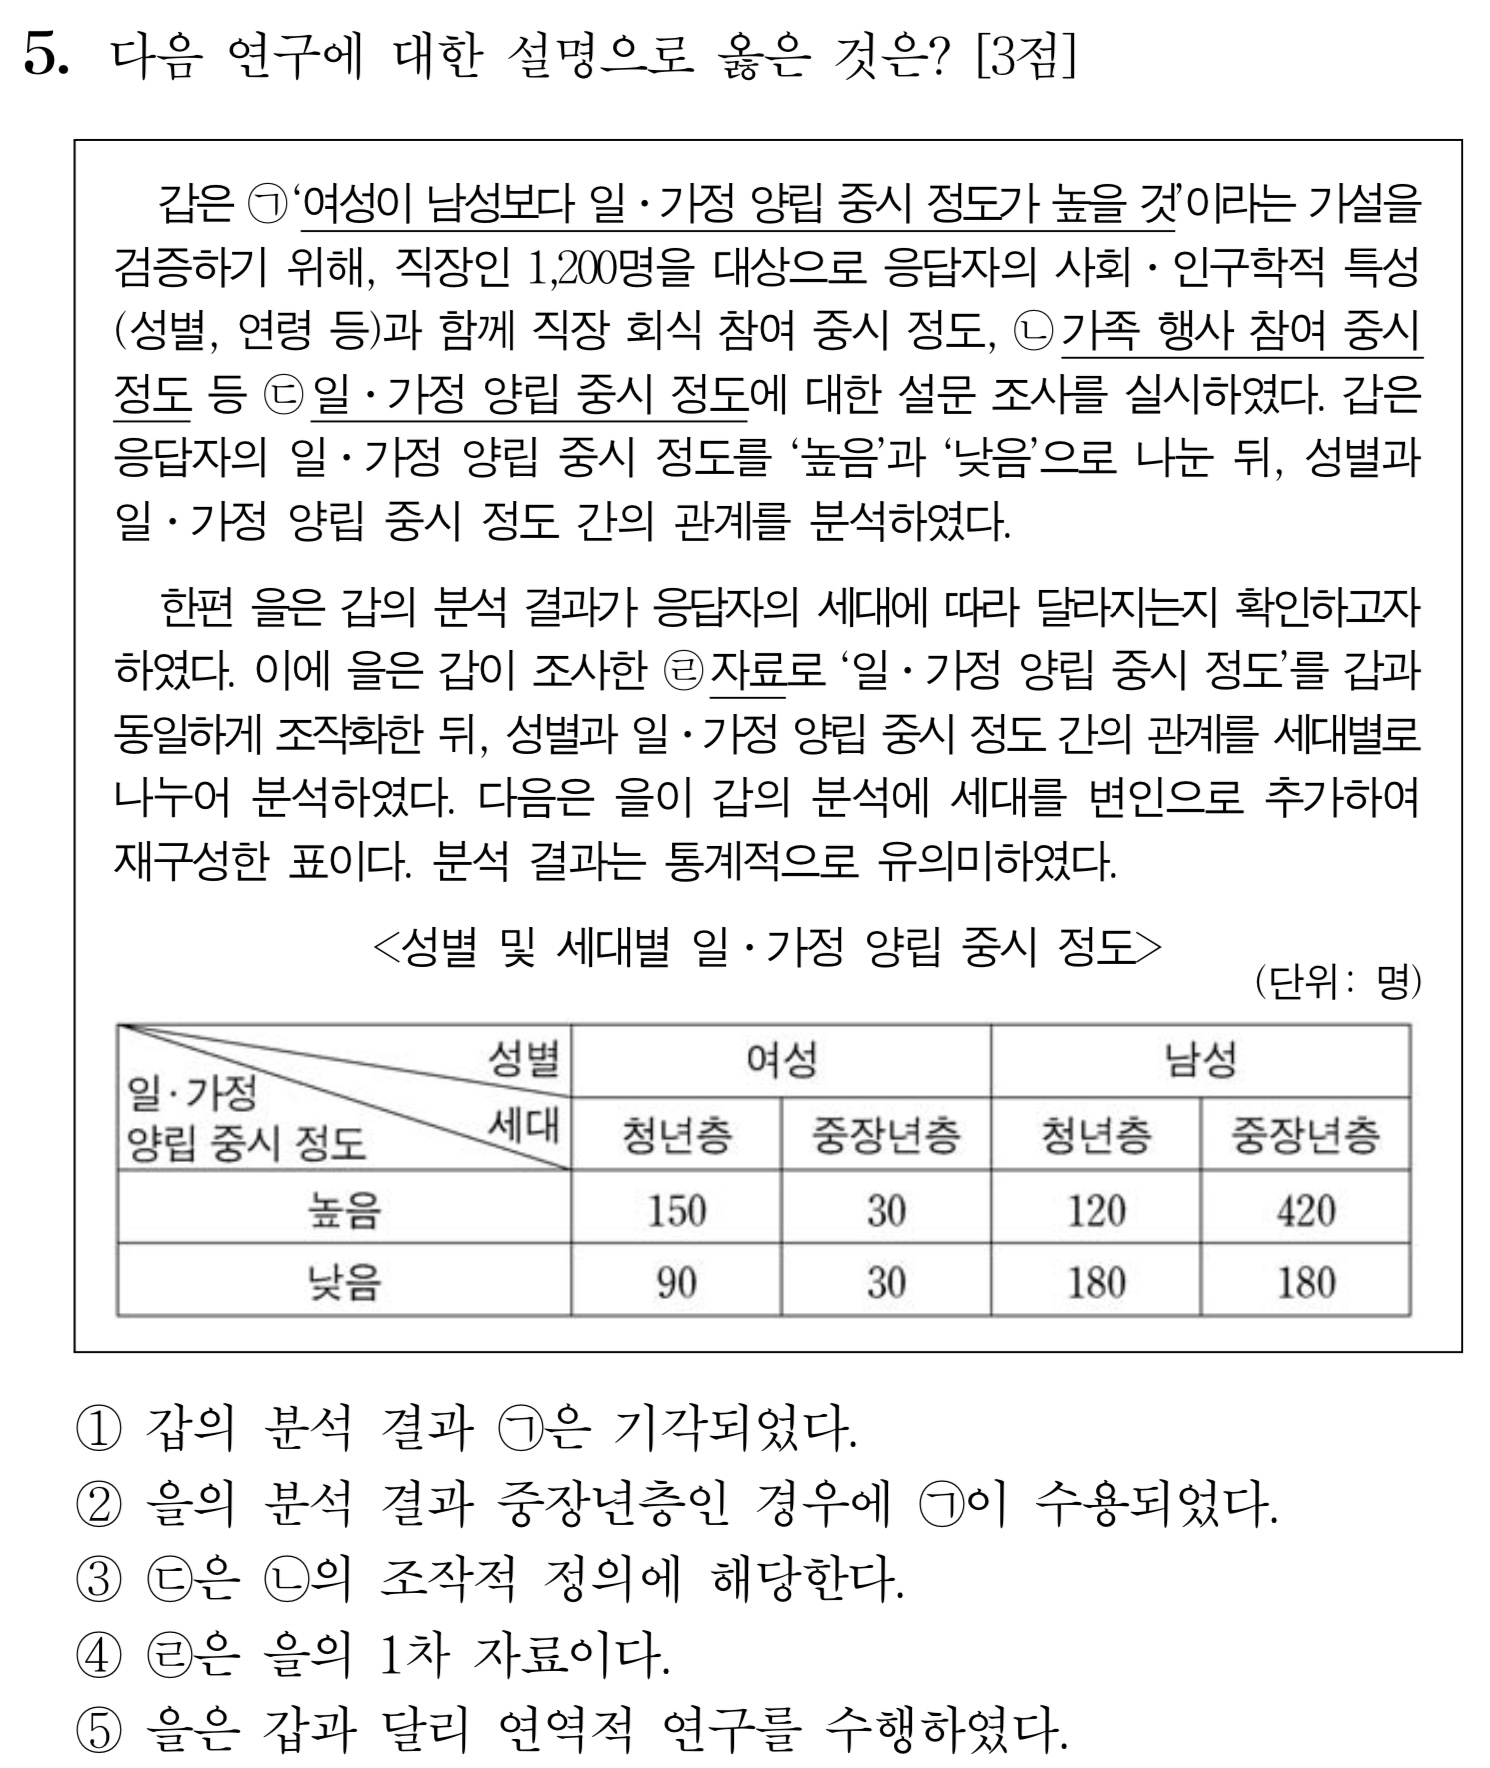 5. 다음 연구에 대한 설명으로 옳은 것은? [3점]
갑은 ㉠‘여성이 남성보다 일·가정 양립 중시 정도가 높을 것’이라는 가설을
검증하기 위해, 직장인 1,200명을 대상으로 응답자의 사회·인구학적 특성
(성별, 연령 등)과 함께 직장 회식 참여 중시 정도, ㉡가족 행사 참여 중시
정도 등 ㉢일·가정 양립 중시 정도에 대한 설문 조사를 실시하였다. 갑은
응답자의 일·가정 양립 중시 정도를 ‘높음’과 ‘낮음’으로 나눈 뒤, 성별과
일·가정 양립 중시 정도 간의 관계를 분석하였다.
한편 을은 갑의 분석 결과가 응답자의 세대에 따라 달라지는지 확인하고자
하였다. 이에 을은 갑이 조사한 ㉣자료로 ‘일·가정 양립 중시 정도’를 갑과
동일하게 조작화한 뒤, 성별과 일·가정 양립 중시 정도 간의 관계를 세대별로
나누어 분석하였다. 다음은 을이 갑의 분석에 세대를 변인으로 추가하여
재구성한 표이다. 분석 결과는 통계적으로 유의미하였다.
<성별 및 세대별 일·가정 양립 중시 정도>
(단위: 명)
성별 여성 남성
일·가정
양립 중시 정도 세대 청년층 중장년층 청년층 중장년층
높음 150 30 120 420
낮음 90 30 180 180
① 갑의 분석 결과 ㉠은 기각되었다.
② 을의 분석 결과 중장년층인 경우에 ㉠이 수용되었다.
③ ㉢은 ㉡의 조작적 정의에 해당한다.
④ ㉣은 을의 1차 자료이다.
⑤ 을은 갑과 달리 연역적 연구를 수행하였다.